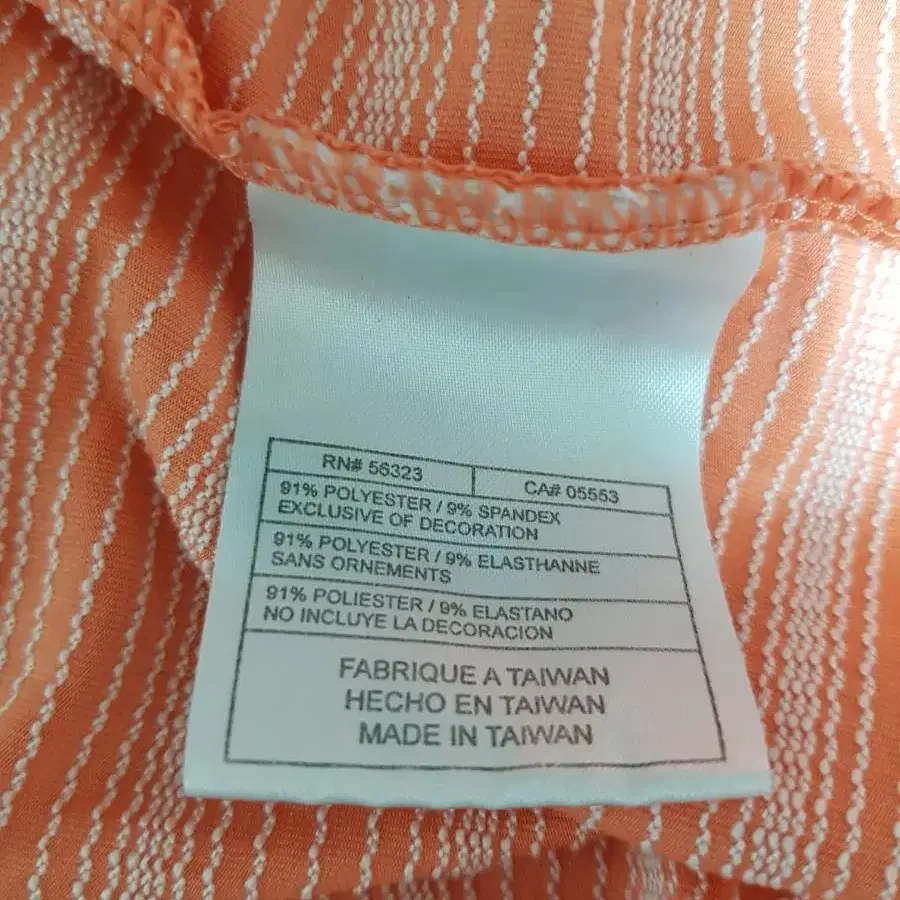 RN# 56323 CA# 05553
91% POLYESTER / 9% SPANDEX
EXCLUSIVE OF DECORATION
91% POLYESTER / 9% ELASTHANNE
SANS ORNEMENTS
91% POLIESTER / 9% ELASTANO
NO INCLUYE LA DECORACION
FABRIQUE A TAIWAN
HECHO EN TAIWAN
MADE IN TAIWAN